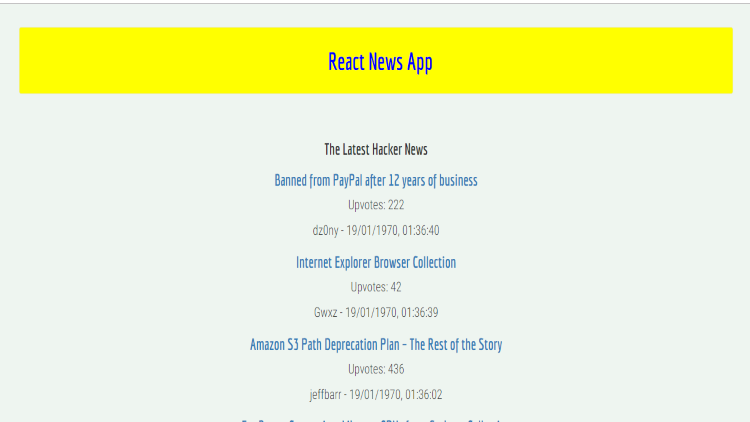 React News App
The Latest Hacker News
Banned from PayPal after 12 years of business
Upvotes: 222
dz0ny - 19/01/1970, 01:36:40
Internet Explorer Browser Collection
Upvotes: 42
Gwxz - 19/01/1970, 01:36:39
Amazon S3 Path Deprecation Plan – The Rest of the Story
Upvotes: 436
jeffbarr - 19/01/1970, 01:36:02